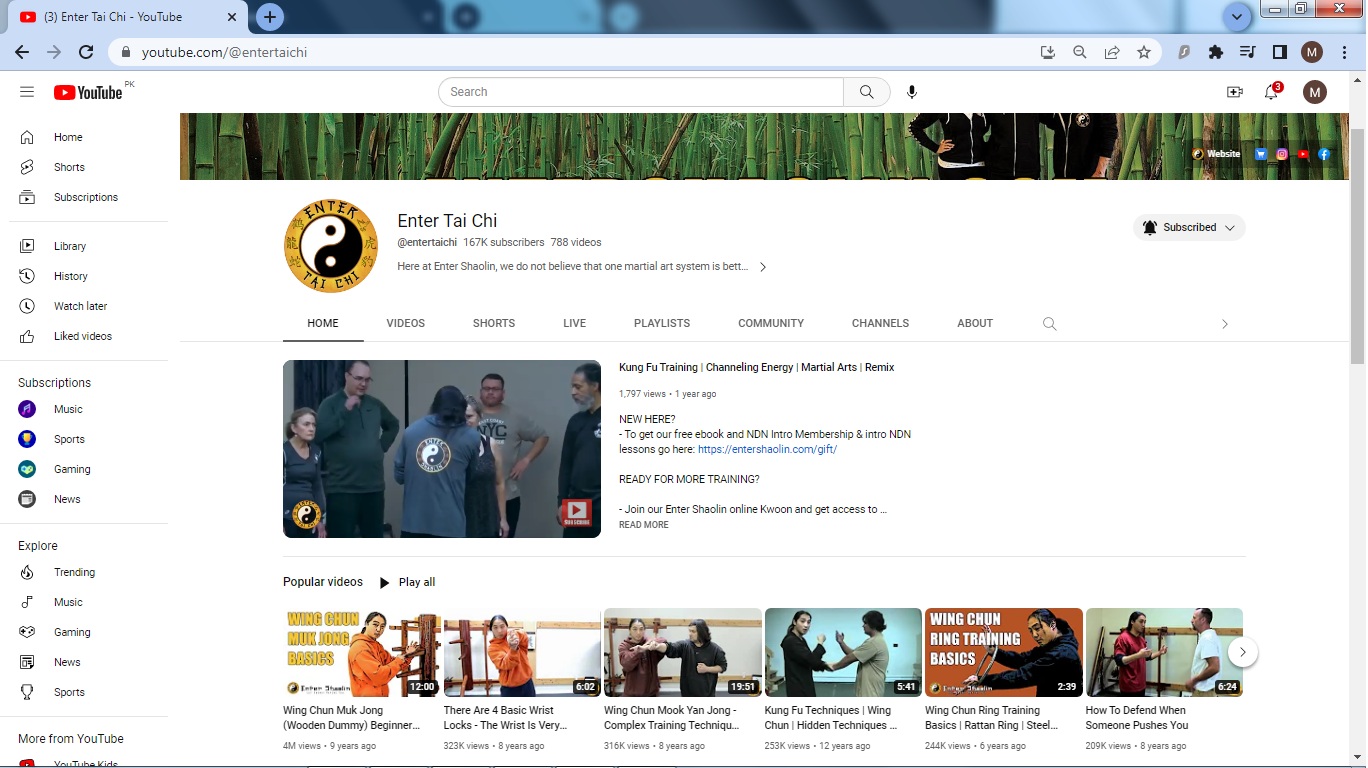 (3) Enter Tai Chi - YouTube
youtube.com/@entertaichi
M
YouTube PK
Search
3
M
Home
Shorts
Subscriptions
Library
History
Watch later
Liked videos
Subscriptions
Music
Sports
Gaming
News
Explore
Trending
Music
Gaming
News
Sports
More from YouTube
YouTube Kids
Website
ENTER
TAI CHI
Enter Tai Chi
@entertaichi 167K subscribers 788 videos
Here at Enter Shaolin, we do not believe that one martial art system is bett...
Subscribed
HOME VIDEOS SHORTS LIVE PLAYLISTS COMMUNITY CHANNELS ABOUT
ENTER
SHAOLIN
NYC
Kung Fu Training | Channeling Energy | Martial Arts | Remix
1,797 views • 1 year ago
NEW HERE?
- To get our free ebook and NDN Intro Membership & intro NDN
lessons go here: https://entershaolin.com/gift/
READY FOR MORE TRAINING?
- Join our Enter Shaolin online Kwoon and get access to ...
READ MORE
Popular videos Play all
WING CHUN
MUK JONG
BASICS
Enter Shaolin
12:00
Wing Chun Muk Jong
(Wooden Dummy) Beginner...
4M views • 9 years ago
6:02
There Are 4 Basic Wrist
Locks - The Wrist Is Very...
323K views • 8 years ago
19:51
Wing Chun Mook Yan Jong -
Complex Training Techniqu...
316K views • 8 years ago
5:41
Kung Fu Techniques | Wing
Chun | Hidden Techniques ...
253K views • 12 years ago
WING CHUN
RING TRAINING
BASICS
Enter Shaolin
2:39
Wing Chun Ring Training
Basics | Rattan Ring | Steel...
244K views • 6 years ago
6:24
How To Defend When
Someone Pushes You
209K views • 8 years ago